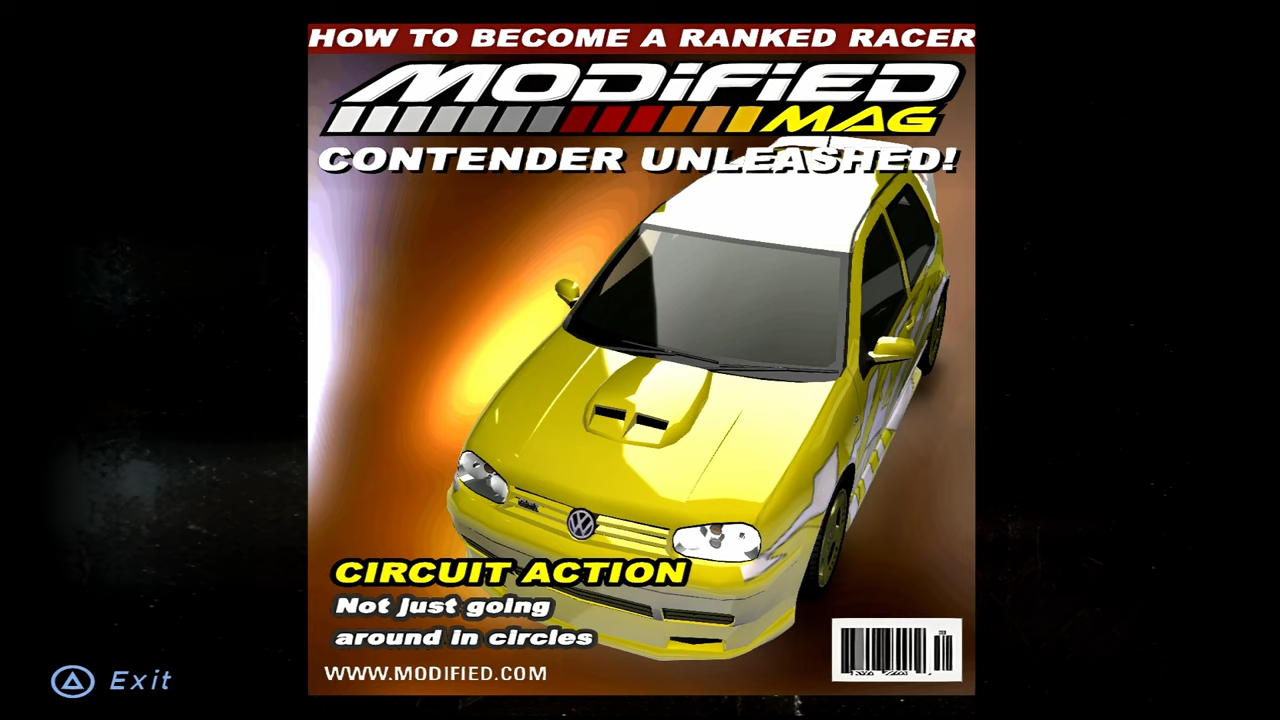 HOW TO BECOME A RANKED RACER
MODiFiED
MAG
CONTENDER UNLEASHED!
CIRCUIT ACTION
Not just going
around in circles
WWW.MODIFIED.COM
Exit